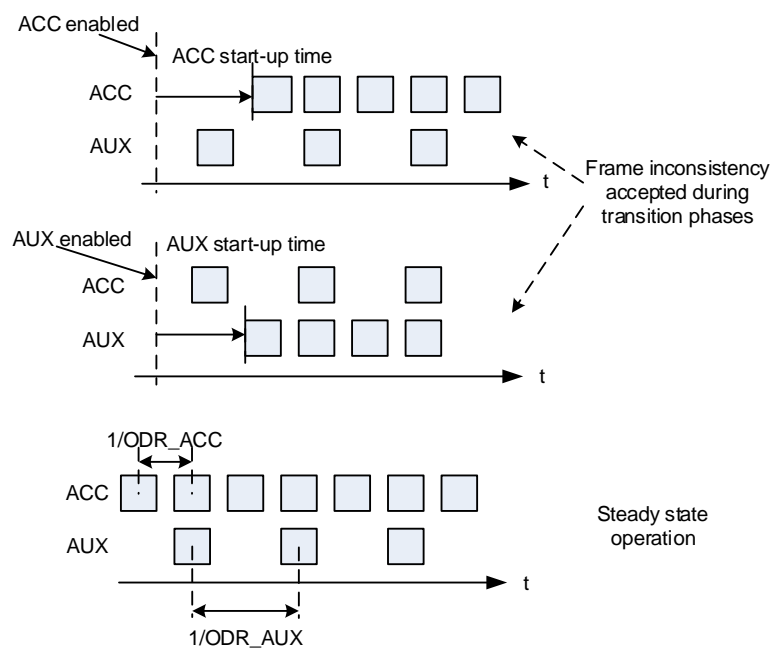 ACC enabled
ACC start-up time
ACC
AUX
t
Frame inconsistency
accepted during
transition phases
AUX enabled
AUX start-up time
ACC
AUX
t
1/ODR_ACC
ACC
AUX
Steady state
operation
t
1/ODR_AUX